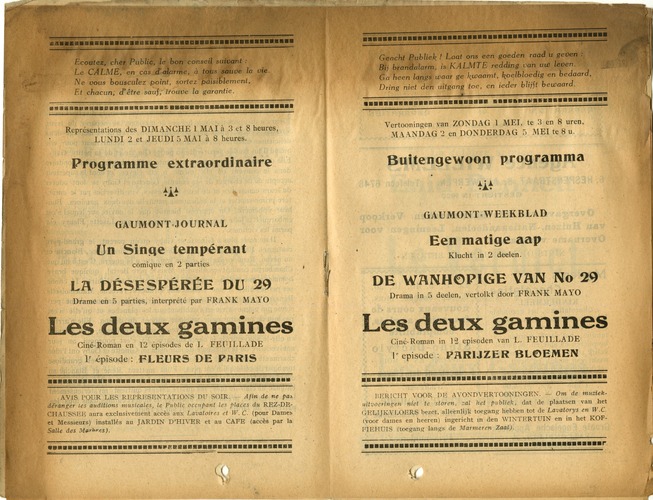 Ecoutez, cher Public, le bon conseil suivant :
Le CALME, en cas d'alarme, à tous sauve la vie.
Ne vous bousculez point, sortez paisiblement,
Et chacun, d'être sauf, trouve la garantie.
Représentations des DIMANCHE 1 MAI à 3 et 8 heures,
LUNDI 2 et JEUDI 5 MAI à 8 heures.
Programme extraordinaire
GAUMONT-JOURNAL
Un Singe tempérant
comique en 2 parties
LA DÉSESPÉRÉE DU 29
Drame en 5 parties, interprété par FRANK MAYO
Les deux gamines
Ciné-Roman en 12 épisodes de L. FEUILLADE
1e épisode : FLEURS DE PARIS
AVIS POUR LES REPRESENTATIONS DU SOIR. — Afin de ne pas
déranger les auditions musicales, le Public occupant les places du REZ-DE-
CHAUSSEE aura exclusivement accès aux Lavatoires et W. C. (pour Dames
et Messieurs) installés au JARDIN D'HIVER et au CAFE (accès par la
Salle des Marbres).
Geacht Publiek ! Laat ons een goeden raad u geven :
Bij brandalarm, is KALMTE redding van uw leven.
Ga heen langs waar ge kwaamt, koelbloedig en bedaard,
Dring niet den uitgang toe, en ieder blijft bewaard.
Vertooningen van ZONDAG 1 MEI, te 3 en 8 uren,
MAANDAG 2 en DONDERDAG 5 MEI te 8 u.
Buitengewoon programma
GAUMONT-WEEKBLAD
Een matige aap
Klucht in 2 deelen.
DE WANHOPIGE VAN No 29
Drama in 5 deelen, vertolkt door FRANK MAYO
Les deux gamines
Ciné-Roman in 12 episoden van L. FEUILLADE
1e episode : PARIJZER BLOEMEN
BERICHT VOOR DE AVONDVERTOONINGEN. — Om de muziek-
uitvoeringen niet te storen, zal het publiek, dat de plaatsen van het
GELIJKVLOERS bezet, alleenlijk toegang hebben tot de Lavatorys en W.C.
(voor dames en heeren) ingericht in den WINTERTUIN en in het KOF-
FIEHUIS (toegang langs de Marmeren Zaal).